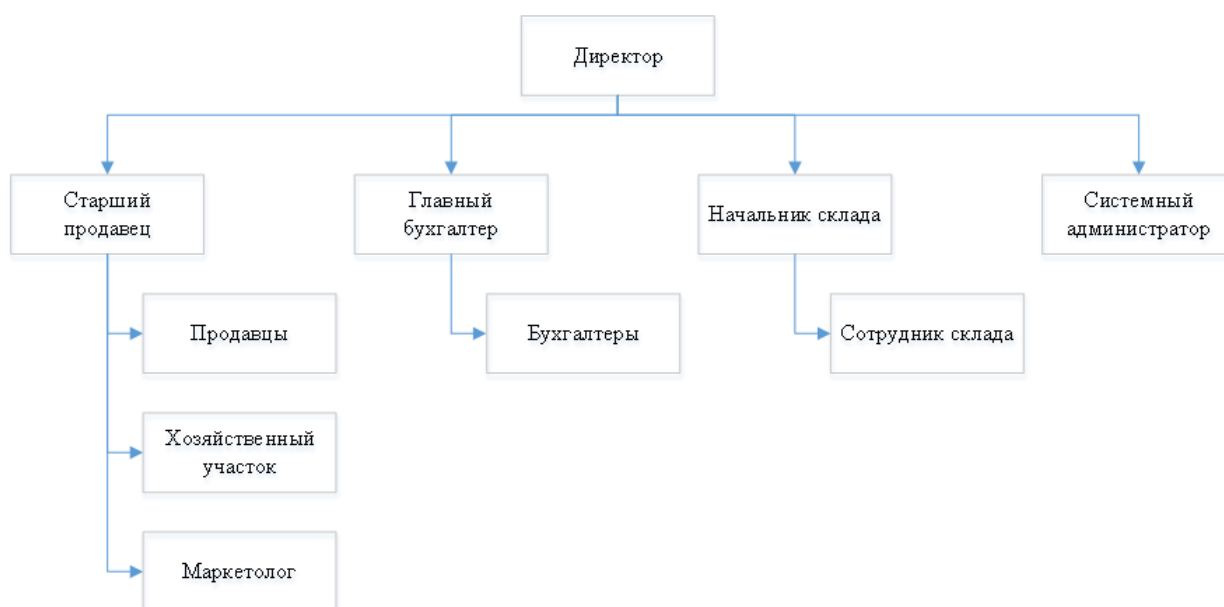 Директор
Старший
продавец
Главный
бухгалтер
Начальник склада
Системный
администратор
Продавцы
Бухгалтеры
Сотрудник склада
Хозяйственный
участок
Маркетолог